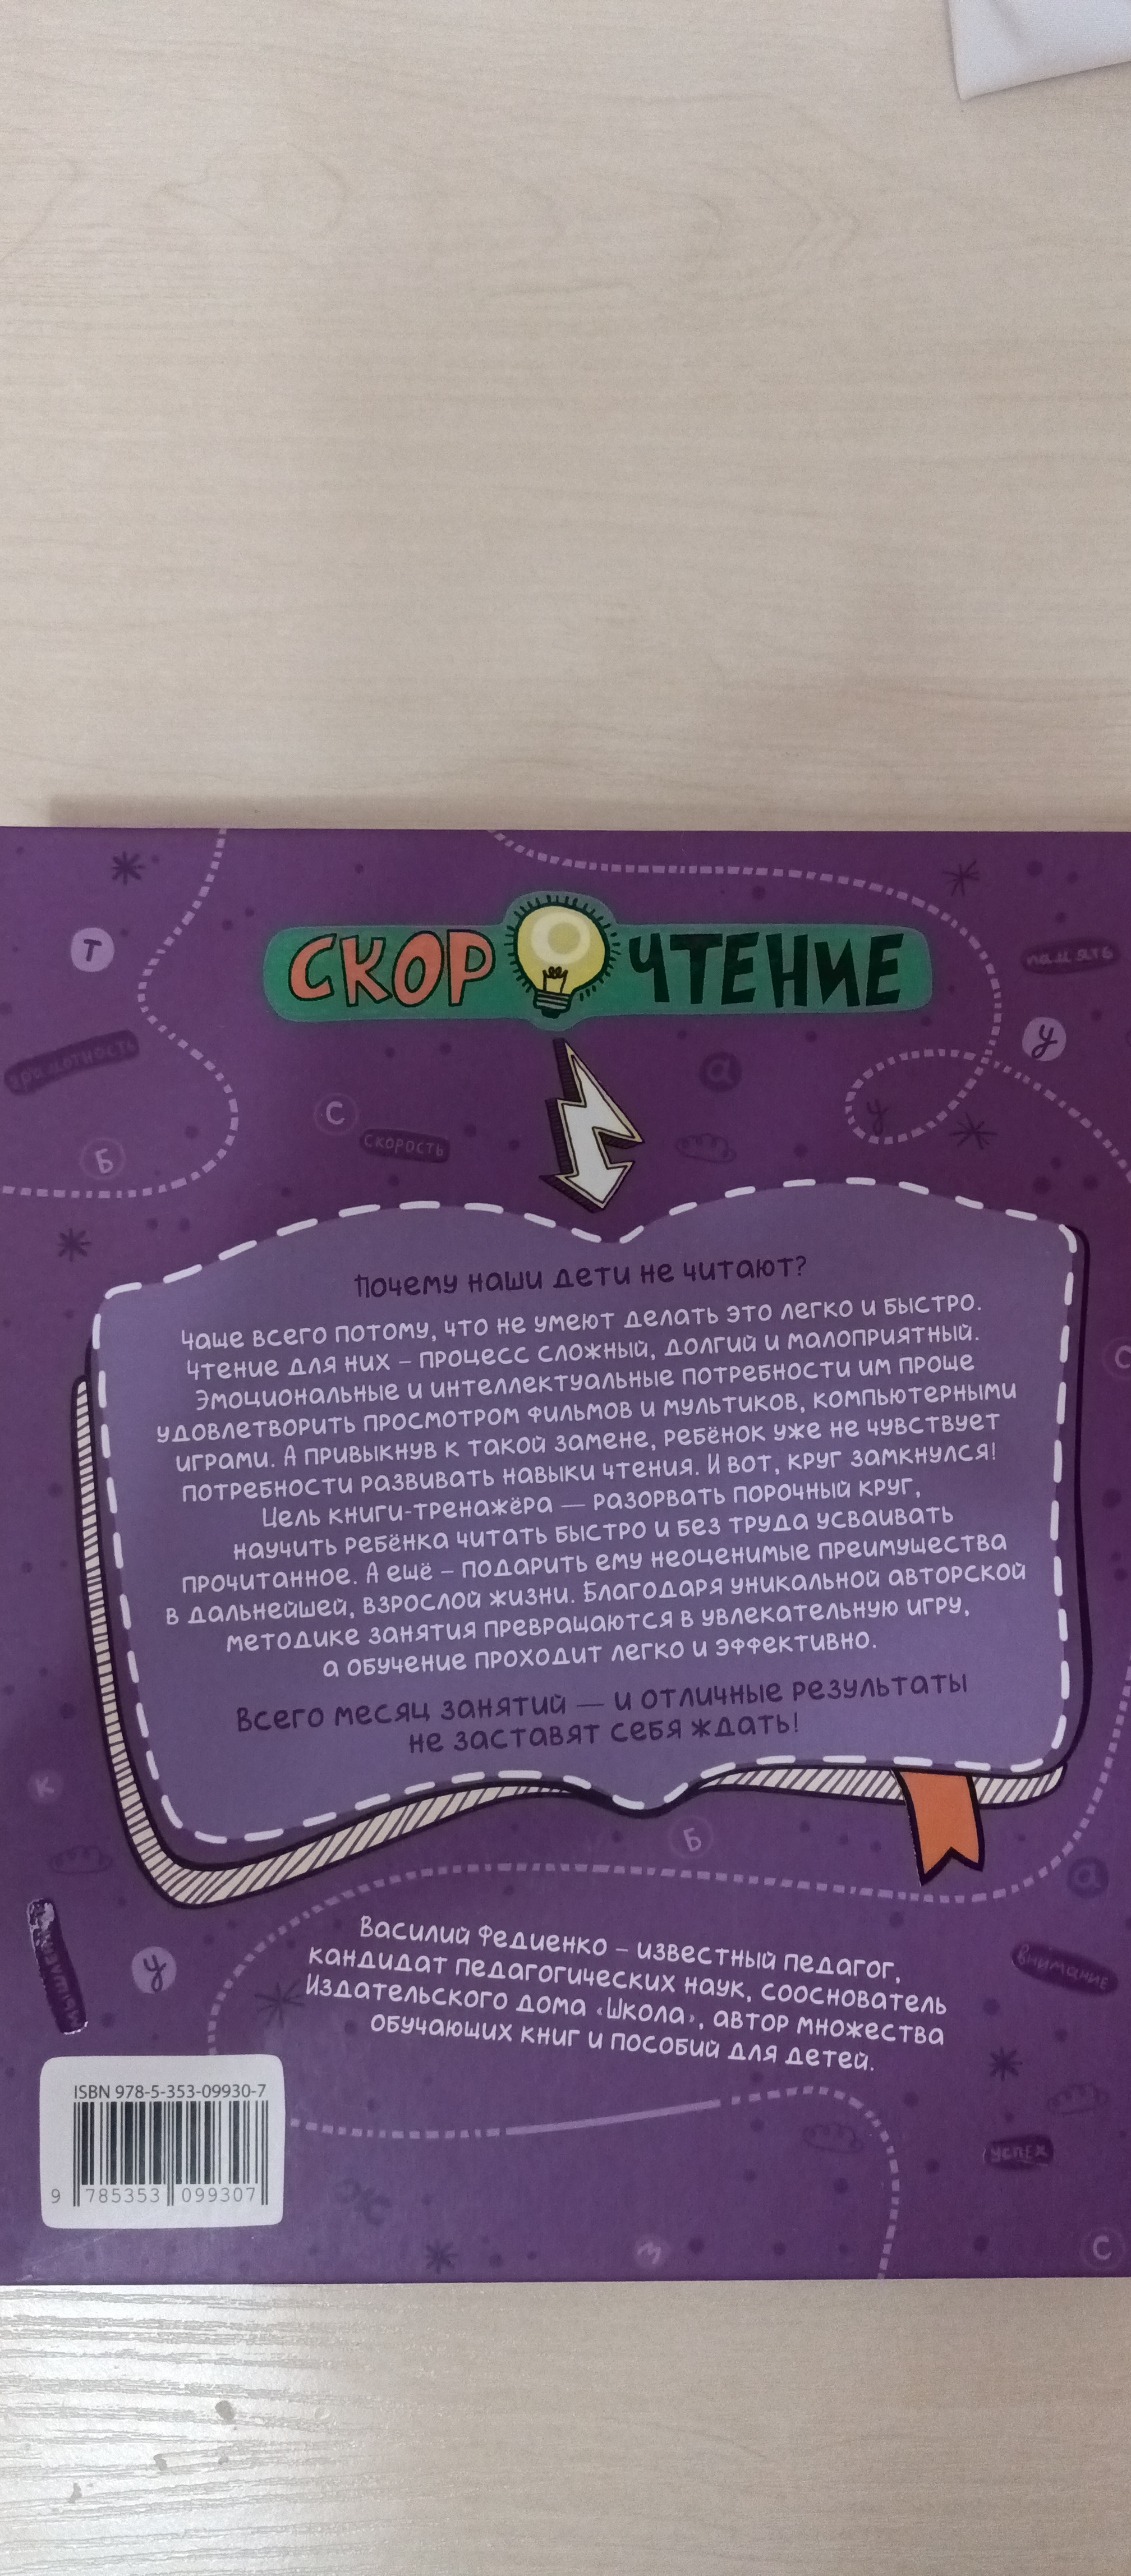 СКОРОЧТЕНИЕ
Т
память
У
грамотность
а
С
СКОРОСТЬ
У
Б
Почему наши дети не читают?
Чаще всего потому, что не умеют делать это легко и быстро.
Чтение для них – процесс сложный, долгий и малоприятный.
Эмоциональные и интеллектуальные потребности им проще
удовлетворить просмотром фильмов и мультиков, компьютерными
играми. А привыкнув к такой замене, ребёнок уже не чувствует
потребности развивать навыки чтения. И вот, круг замкнулся!
Цель книги-тренажёра — разорвать порочный круг,
научить ребёнка читать быстро и без труда усваивать
прочитанное. А ещё – подарить ему неоценимые преимущества
в дальнейшей, взрослой жизни. Благодаря уникальной авторской
методике занятия превращаются в увлекательную игру,
а обучение проходит легко и эффективно.
Всего месяц занятий — и отличные результаты
не заставят себя ждать!
С
К
Б
а
У
внимание
Василий Федиенко – известный педагог,
кандидат педагогических наук, сооснователь
Издательского дома «Школа», автор множества
обучающих книг и пособий для детей.
ISBN 978-5-353-09930-7
9 785353 099307
УСПЕХ
З
С